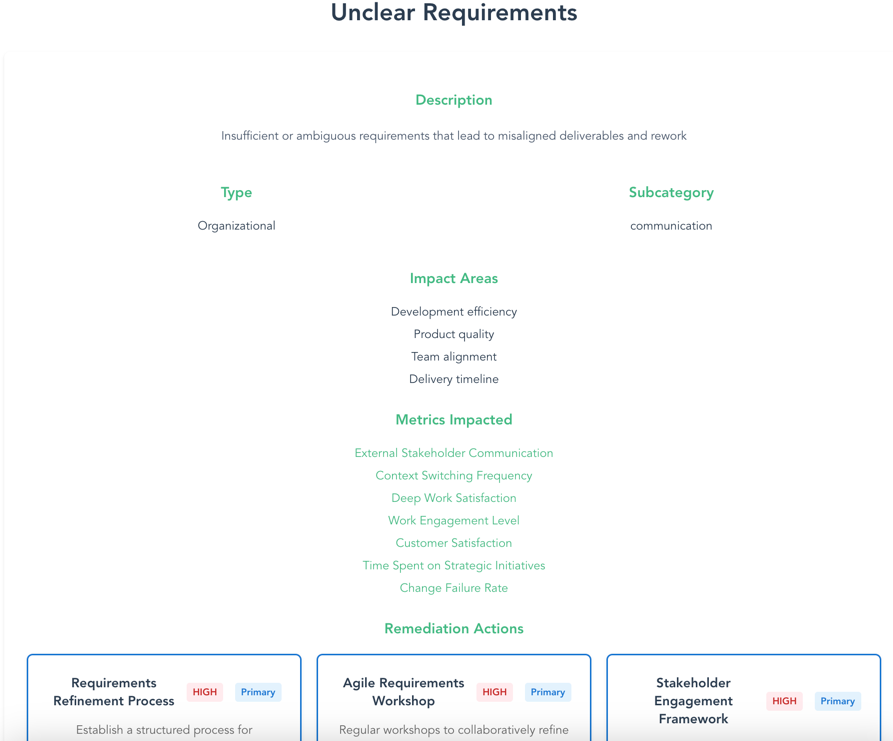 Unclear Requirements
Description
Insufficient or ambiguous requirements that lead to misaligned deliverables and rework
Type
Subcategory
Organizational
communication
Impact Areas
Development efficiency
Product quality
Team alignment
Delivery timeline
Metrics Impacted
External Stakeholder Communication
Context Switching Frequency
Deep Work Satisfaction
Work Engagement Level
Customer Satisfaction
Time Spent on Strategic Initiatives
Change Failure Rate
Remediation Actions
Requirements
Refinement Process
HIGH
Primary
Establish a structured process for
Agile Requirements
Workshop
HIGH
Primary
Regular workshops to collaboratively refine
Stakeholder
Engagement
Framework
HIGH
Primary